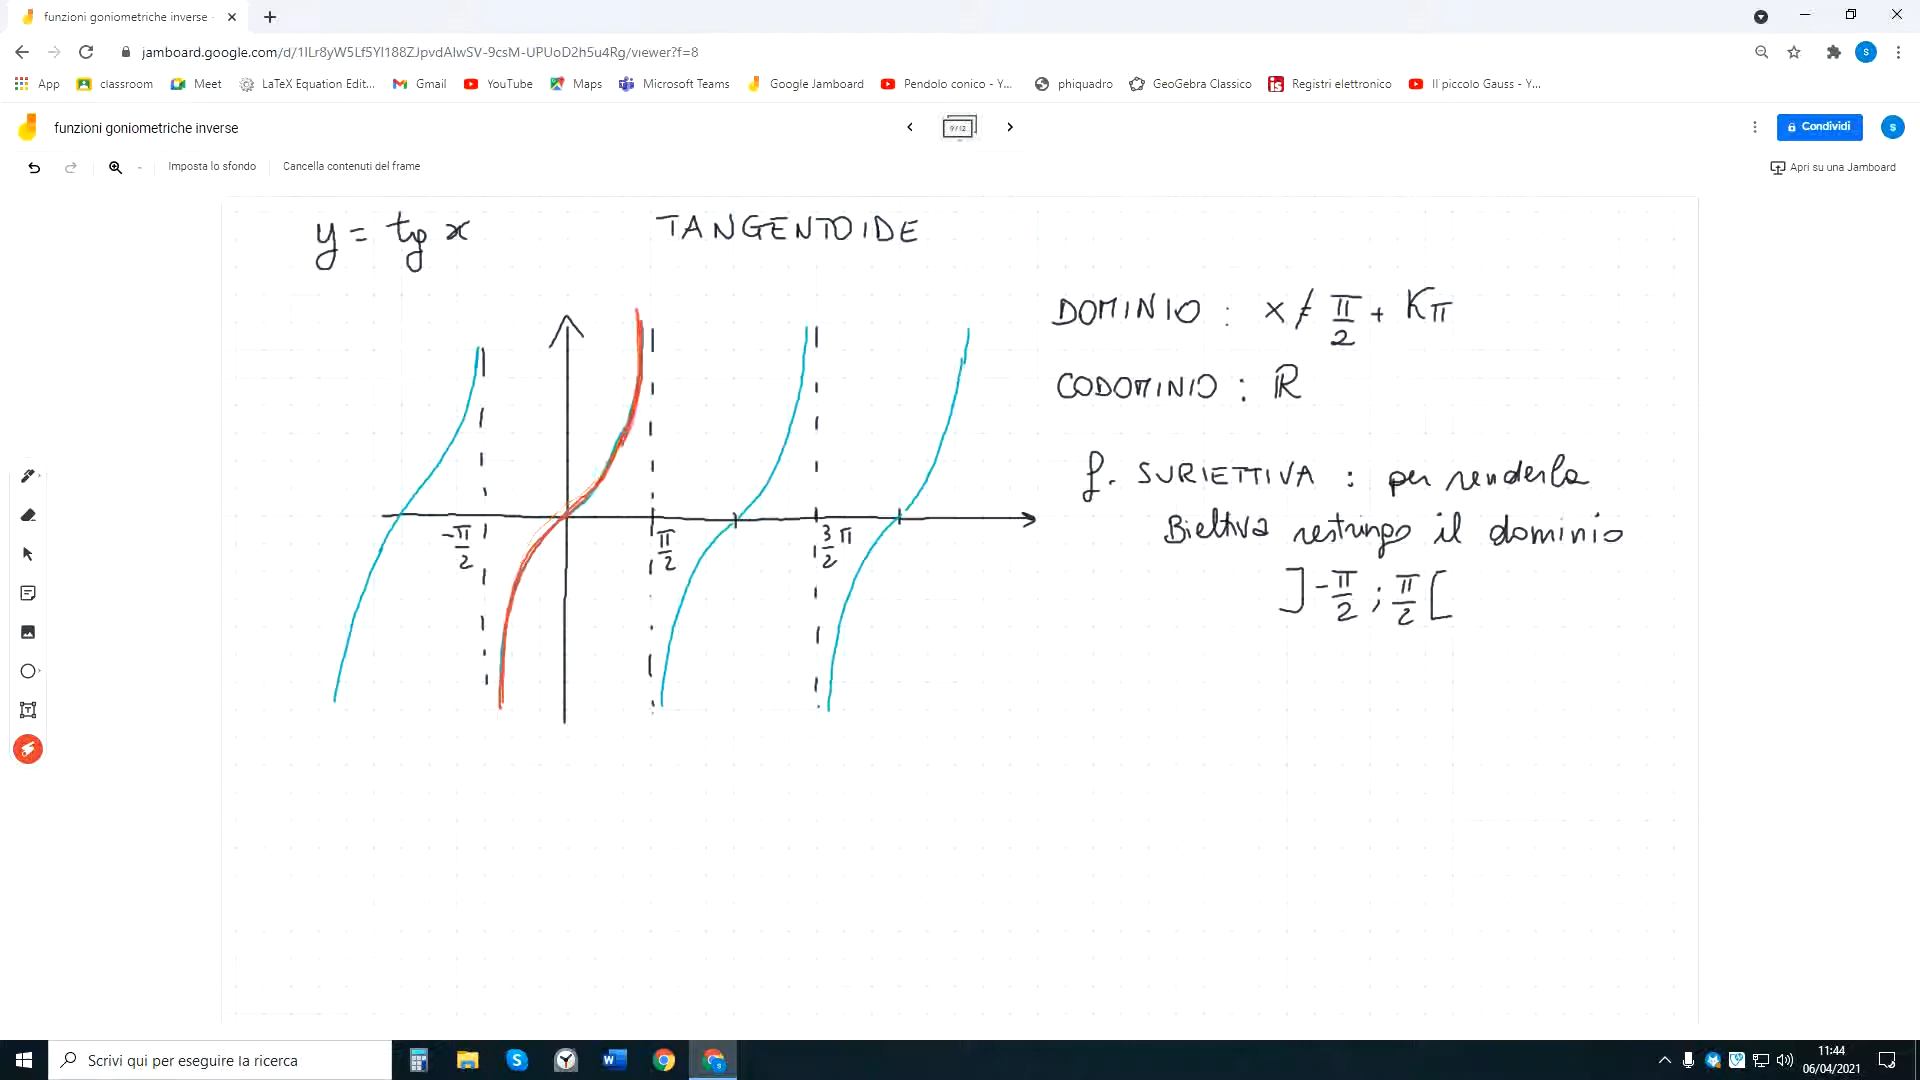 funzioni goniometriche inverse -
jamboard.google.com/d/1lLr8yW5Lf5Yl188ZJpvdAlwSV-9csM-UPUoD2h5u4Rg/viewer?f=8
App classroom Meet LaTeX Equation Edit... Gmail YouTube Maps Microsoft Teams Google Jamboard Pendolo conico - Y... phiquadro GeoGebra Classico Registri elettronico Il piccolo Gauss - Y...
funzioni goniometriche inverse
9/12
Condividi
S
Imposta lo sfondo Cancella contenuti del frame
Apri su una Jamboard
y = tg x TANGENTOIDE
DOMINIO : x ≠ π/2 + Kπ
CODOMINIO : ℝ
f. SURIETTIVA : per renderla
Biettiva restringo il dominio
]-π/2 ; π/2[
-π/2 π/2 3/2 π
Scrivi qui per eseguire la ricerca
11:44
06/04/2021